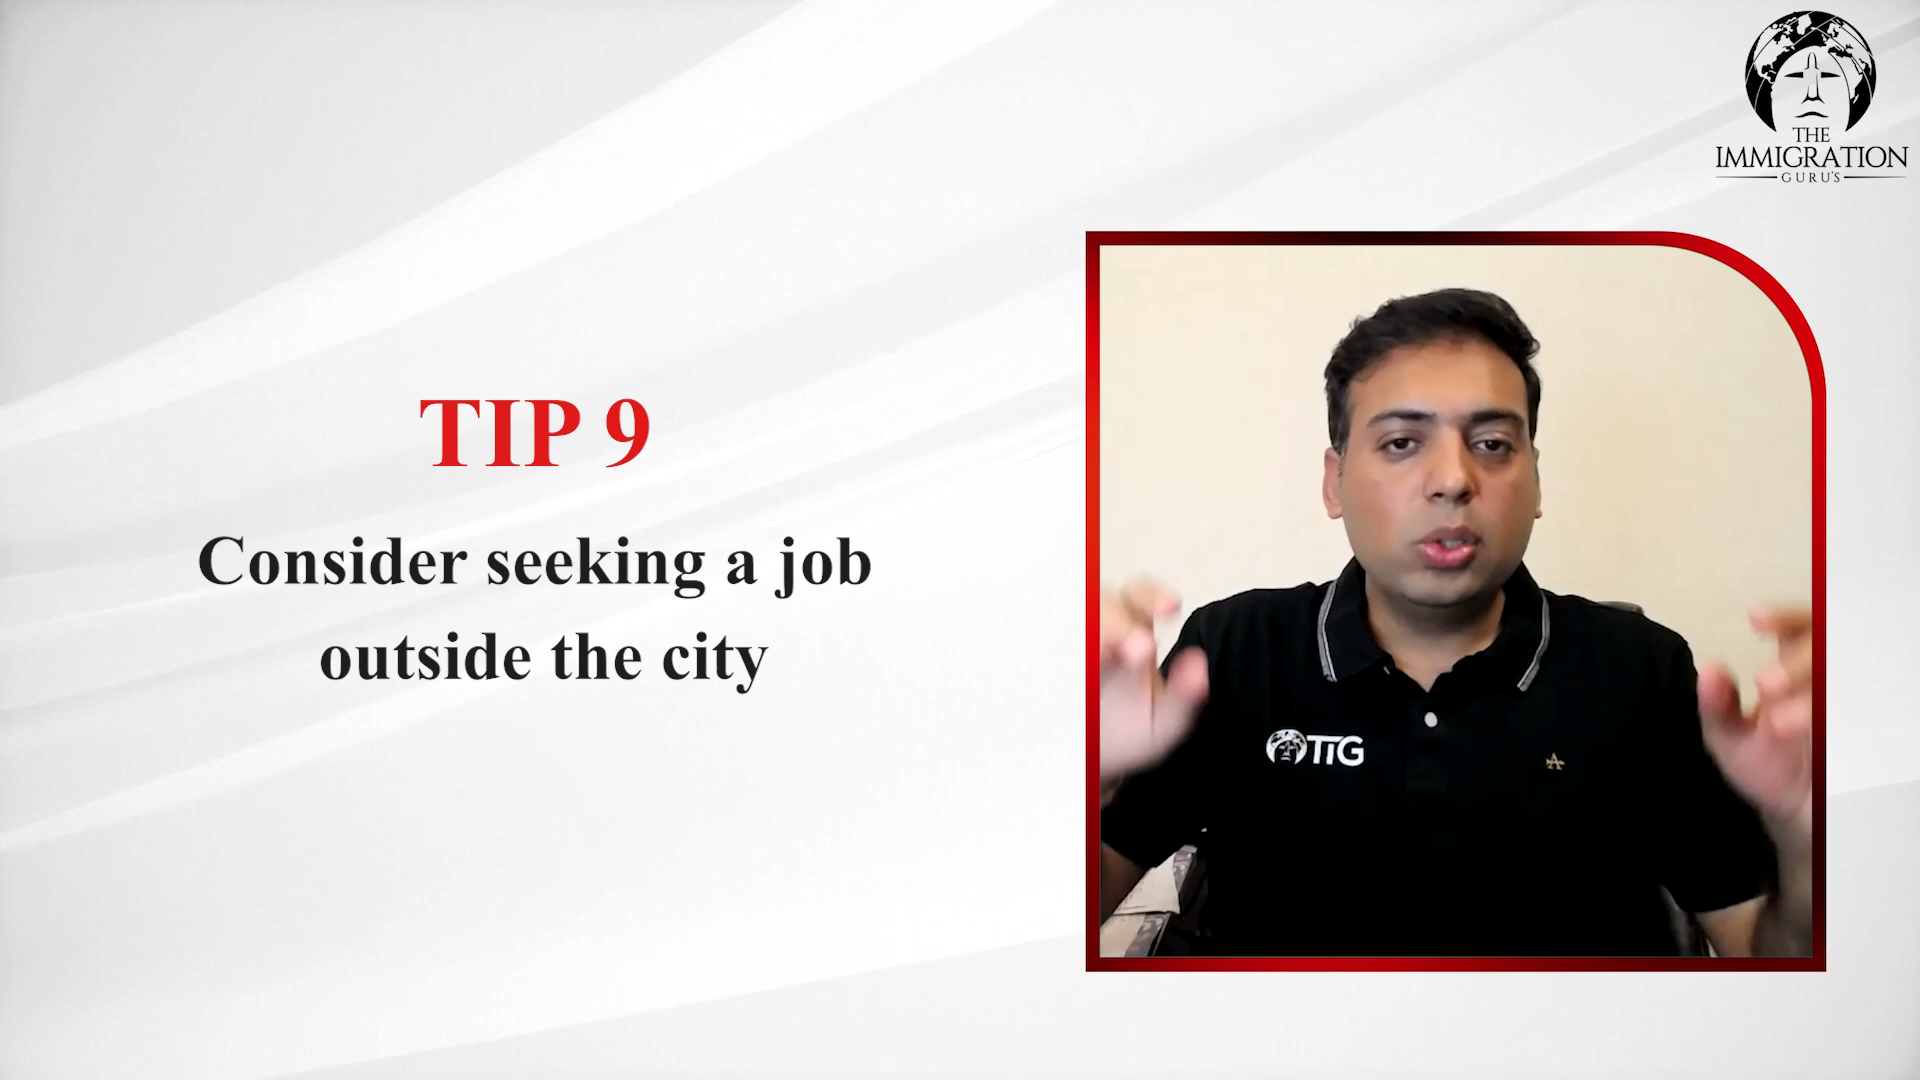 THE
IMMIGRATION
GURU'S
TIP 9
Consider seeking a job
outside the city
TIG
A